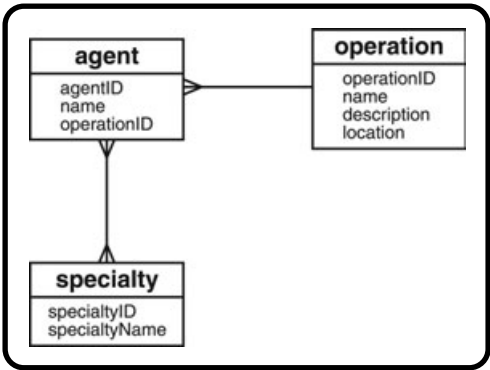 agent
agentID
name
operationID
operation
operationID
name
description
location
specialty
specialtyID
specialtyName